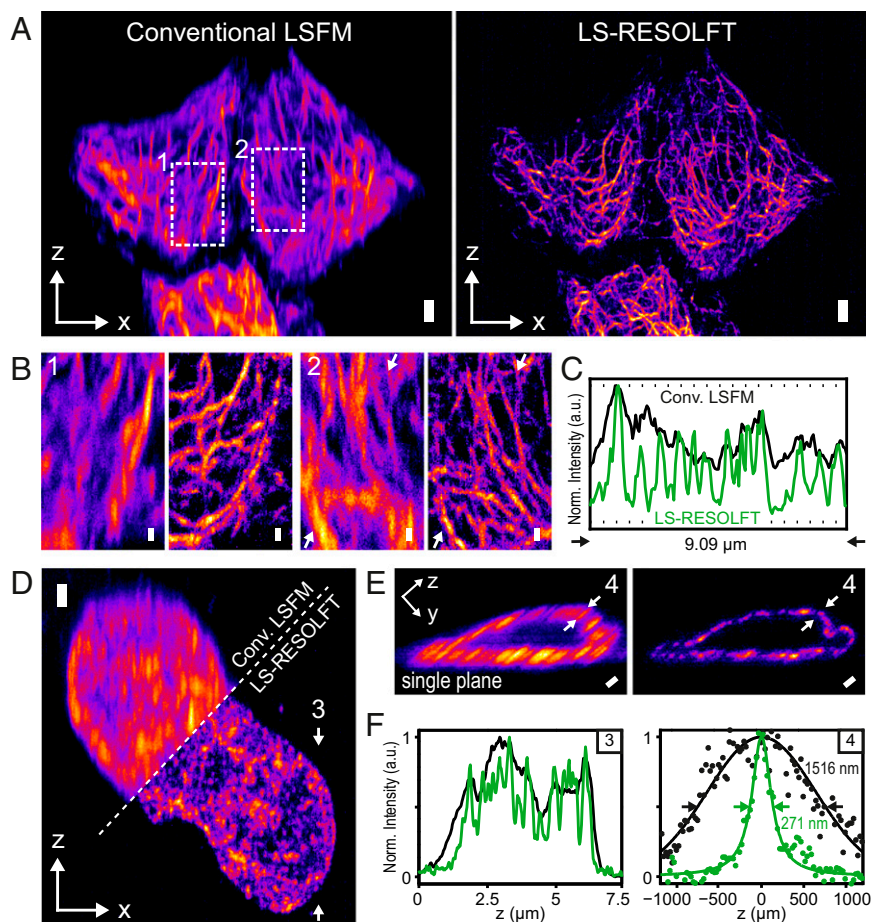 A
Conventional LSFM
LS-RESOLFT
1
2
z
x
z
x
B
1
2
C
Conv. LSFM
LS-RESOLFT
Norm. Intensity (a.u.)
9.09 μm
D
Conv. LSFM
LS-RESOLFT
3
z
x
E
z
y
4
single plane
4
F
Norm. Intensity (a.u.)
1
0
0
2.5
5
7.5
z (μm)
3
1
0
−1000
−500
0
500
1000
z (μm)
4
1516 nm
271 nm